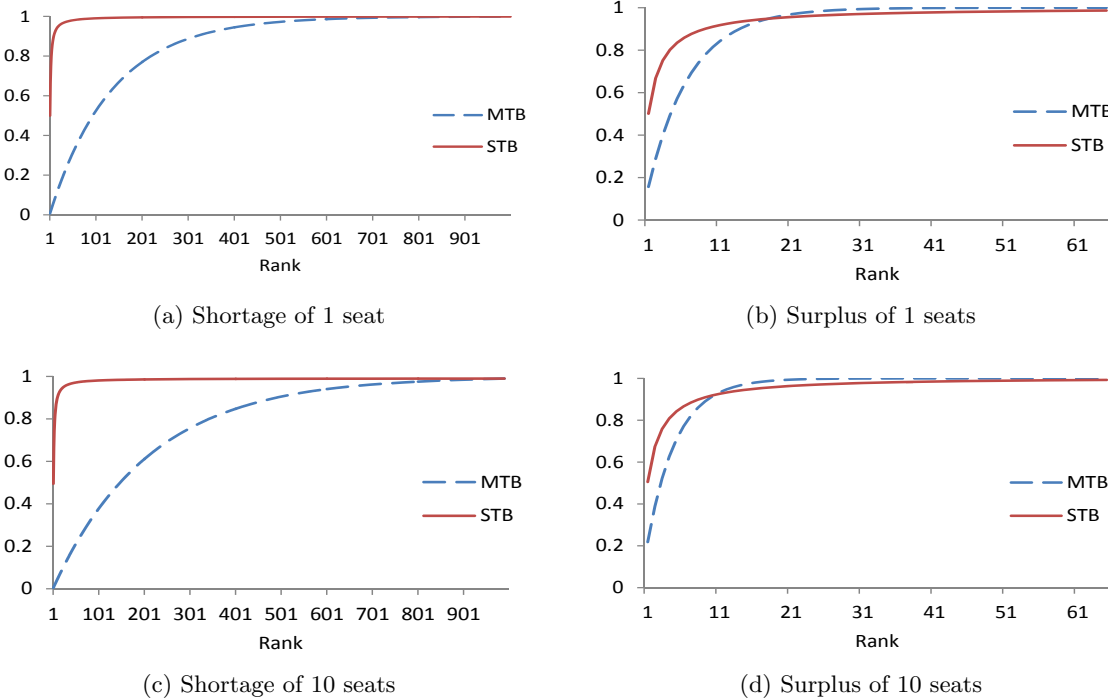 1
0.8
0.6
0.4
0.2
0
1 101 201 301 401 501 601 701 801 901
Rank
MTB
STB
(a) Shortage of 1 seat
1
0.8
0.6
0.4
0.2
0
1 11 21 31 41 51 61
Rank
MTB
STB
(b) Surplus of 1 seats
1
0.8
0.6
0.4
0.2
0
1 101 201 301 401 501 601 701 801 901
Rank
MTB
STB
(c) Shortage of 10 seats
1
0.8
0.6
0.4
0.2
0
1 11 21 31 41 51 61
Rank
MTB
STB
(d) Surplus of 10 seats